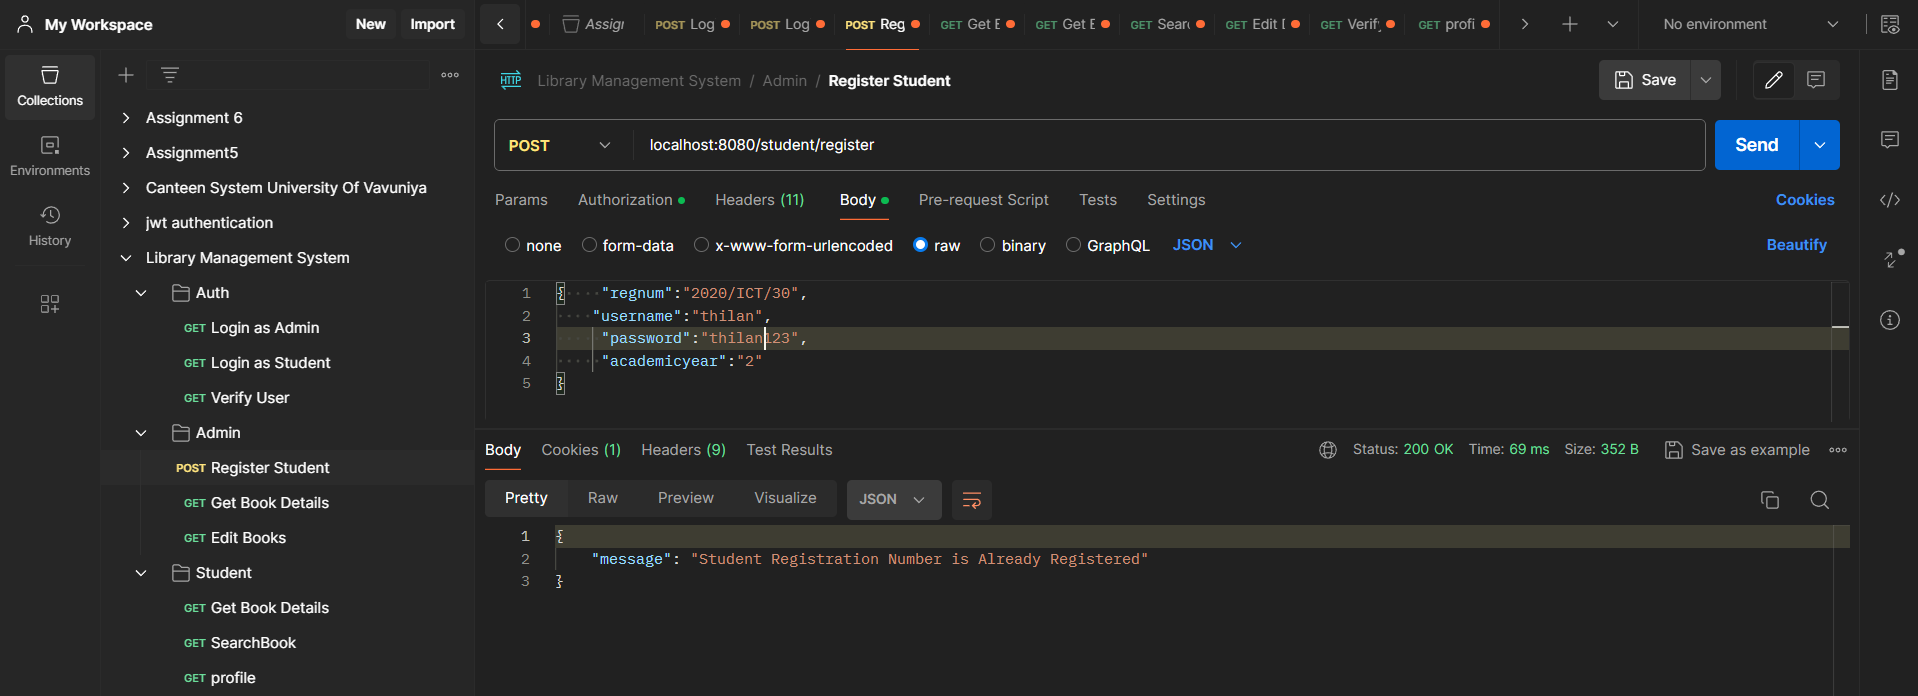 My Workspace New Import Assign POST Log POST Log POST Reg GET Get E GET Get E GET Sear GET Edit GET Verify GET profi No environment
Collections
Environments
History
Assignment 6
Assignment5
Canteen System University Of Vavuniya
jwt authentication
Library Management System
Auth
GET Login as Admin
GET Login as Student
GET Verify User
Admin
POST Register Student
GET Get Book Details
GET Edit Books
Student
GET Get Book Details
GET SearchBook
GET profile
HTTP Library Management System / Admin / Register Student Save
POST localhost:8080/student/register Send
Params Authorization Headers (11) Body Pre-request Script Tests Settings Cookies
none form-data x-www-form-urlencoded raw binary GraphQL JSON Beautify
1 { "regnum":"2020/ICT/30",
2 "username":"thilan",
3 "password":"thilan123",
4 "academicyear":"2"
5 }
Body Cookies (1) Headers (9) Test Results Status: 200 OK Time: 69 ms Size: 352 B Save as example
Pretty Raw Preview Visualize JSON
1 {
2 "message": "Student Registration Number is Already Registered"
3 }